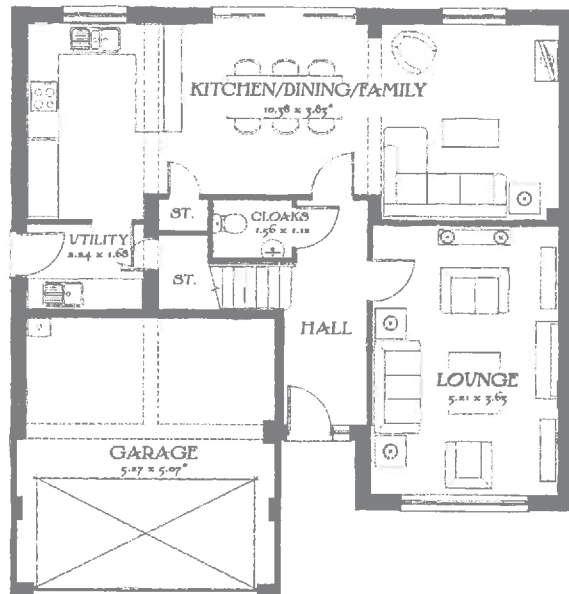 KITCHEN/DINING/FAMILY
10.38 x 3.83*
ST.
CLOAKS
1.56 x 1.12
UTILITY
2.24 x 1.68
ST.
HALL
LOUNGE
5.21 x 3.63
GARAGE
5.27 x 5.07*